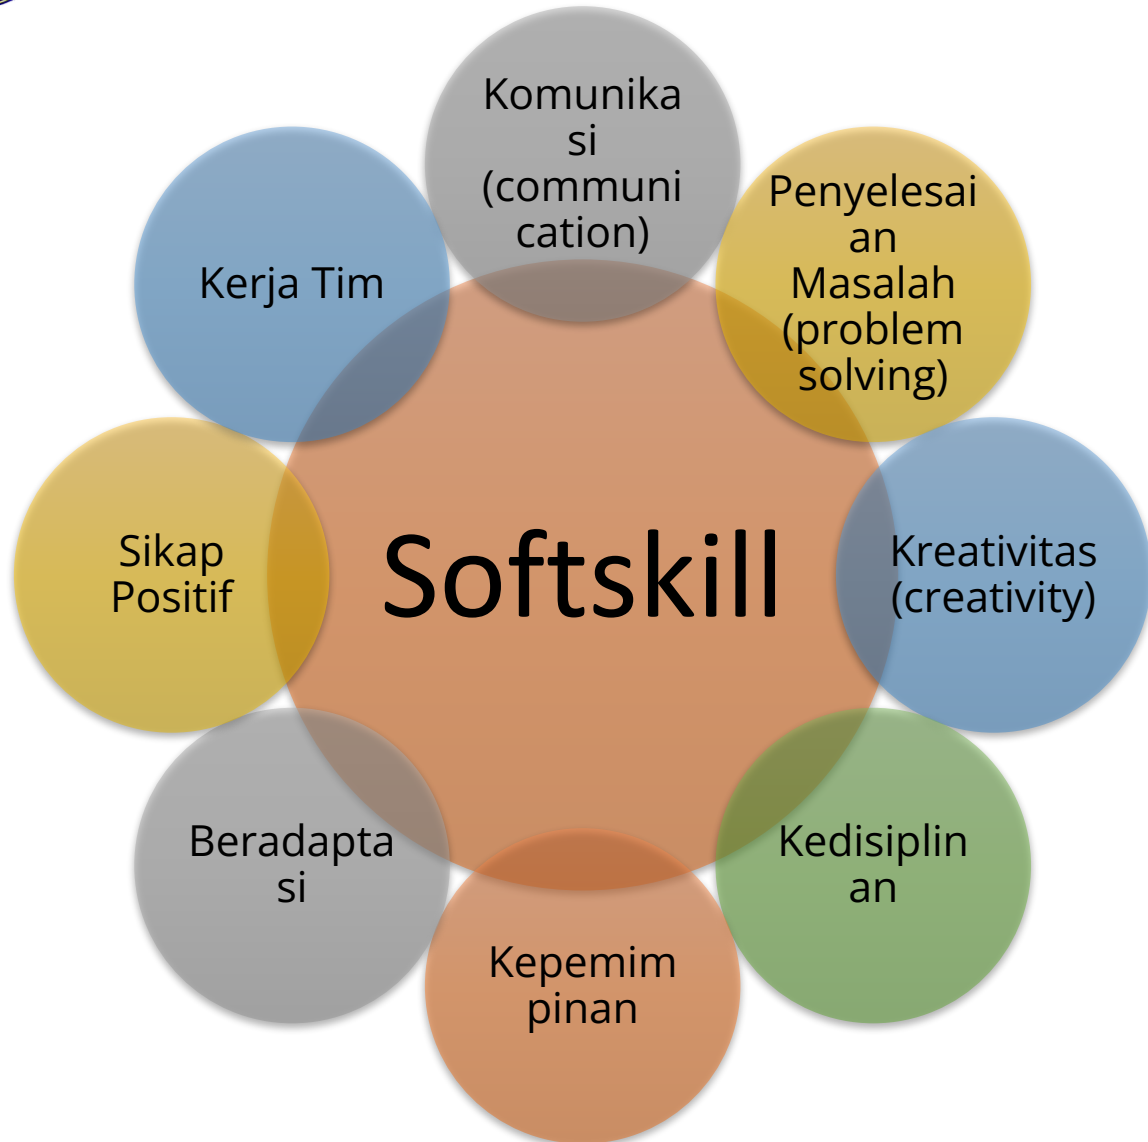 Komunika
si
(communi
cation)
Penyelesai
an
Masalah
(problem
solving)
Kreativitas
(creativity)
Kedisiplin
an
Kepemim
pinan
Beradapta
si
Sikap
Positif
Kerja Tim
Softskill